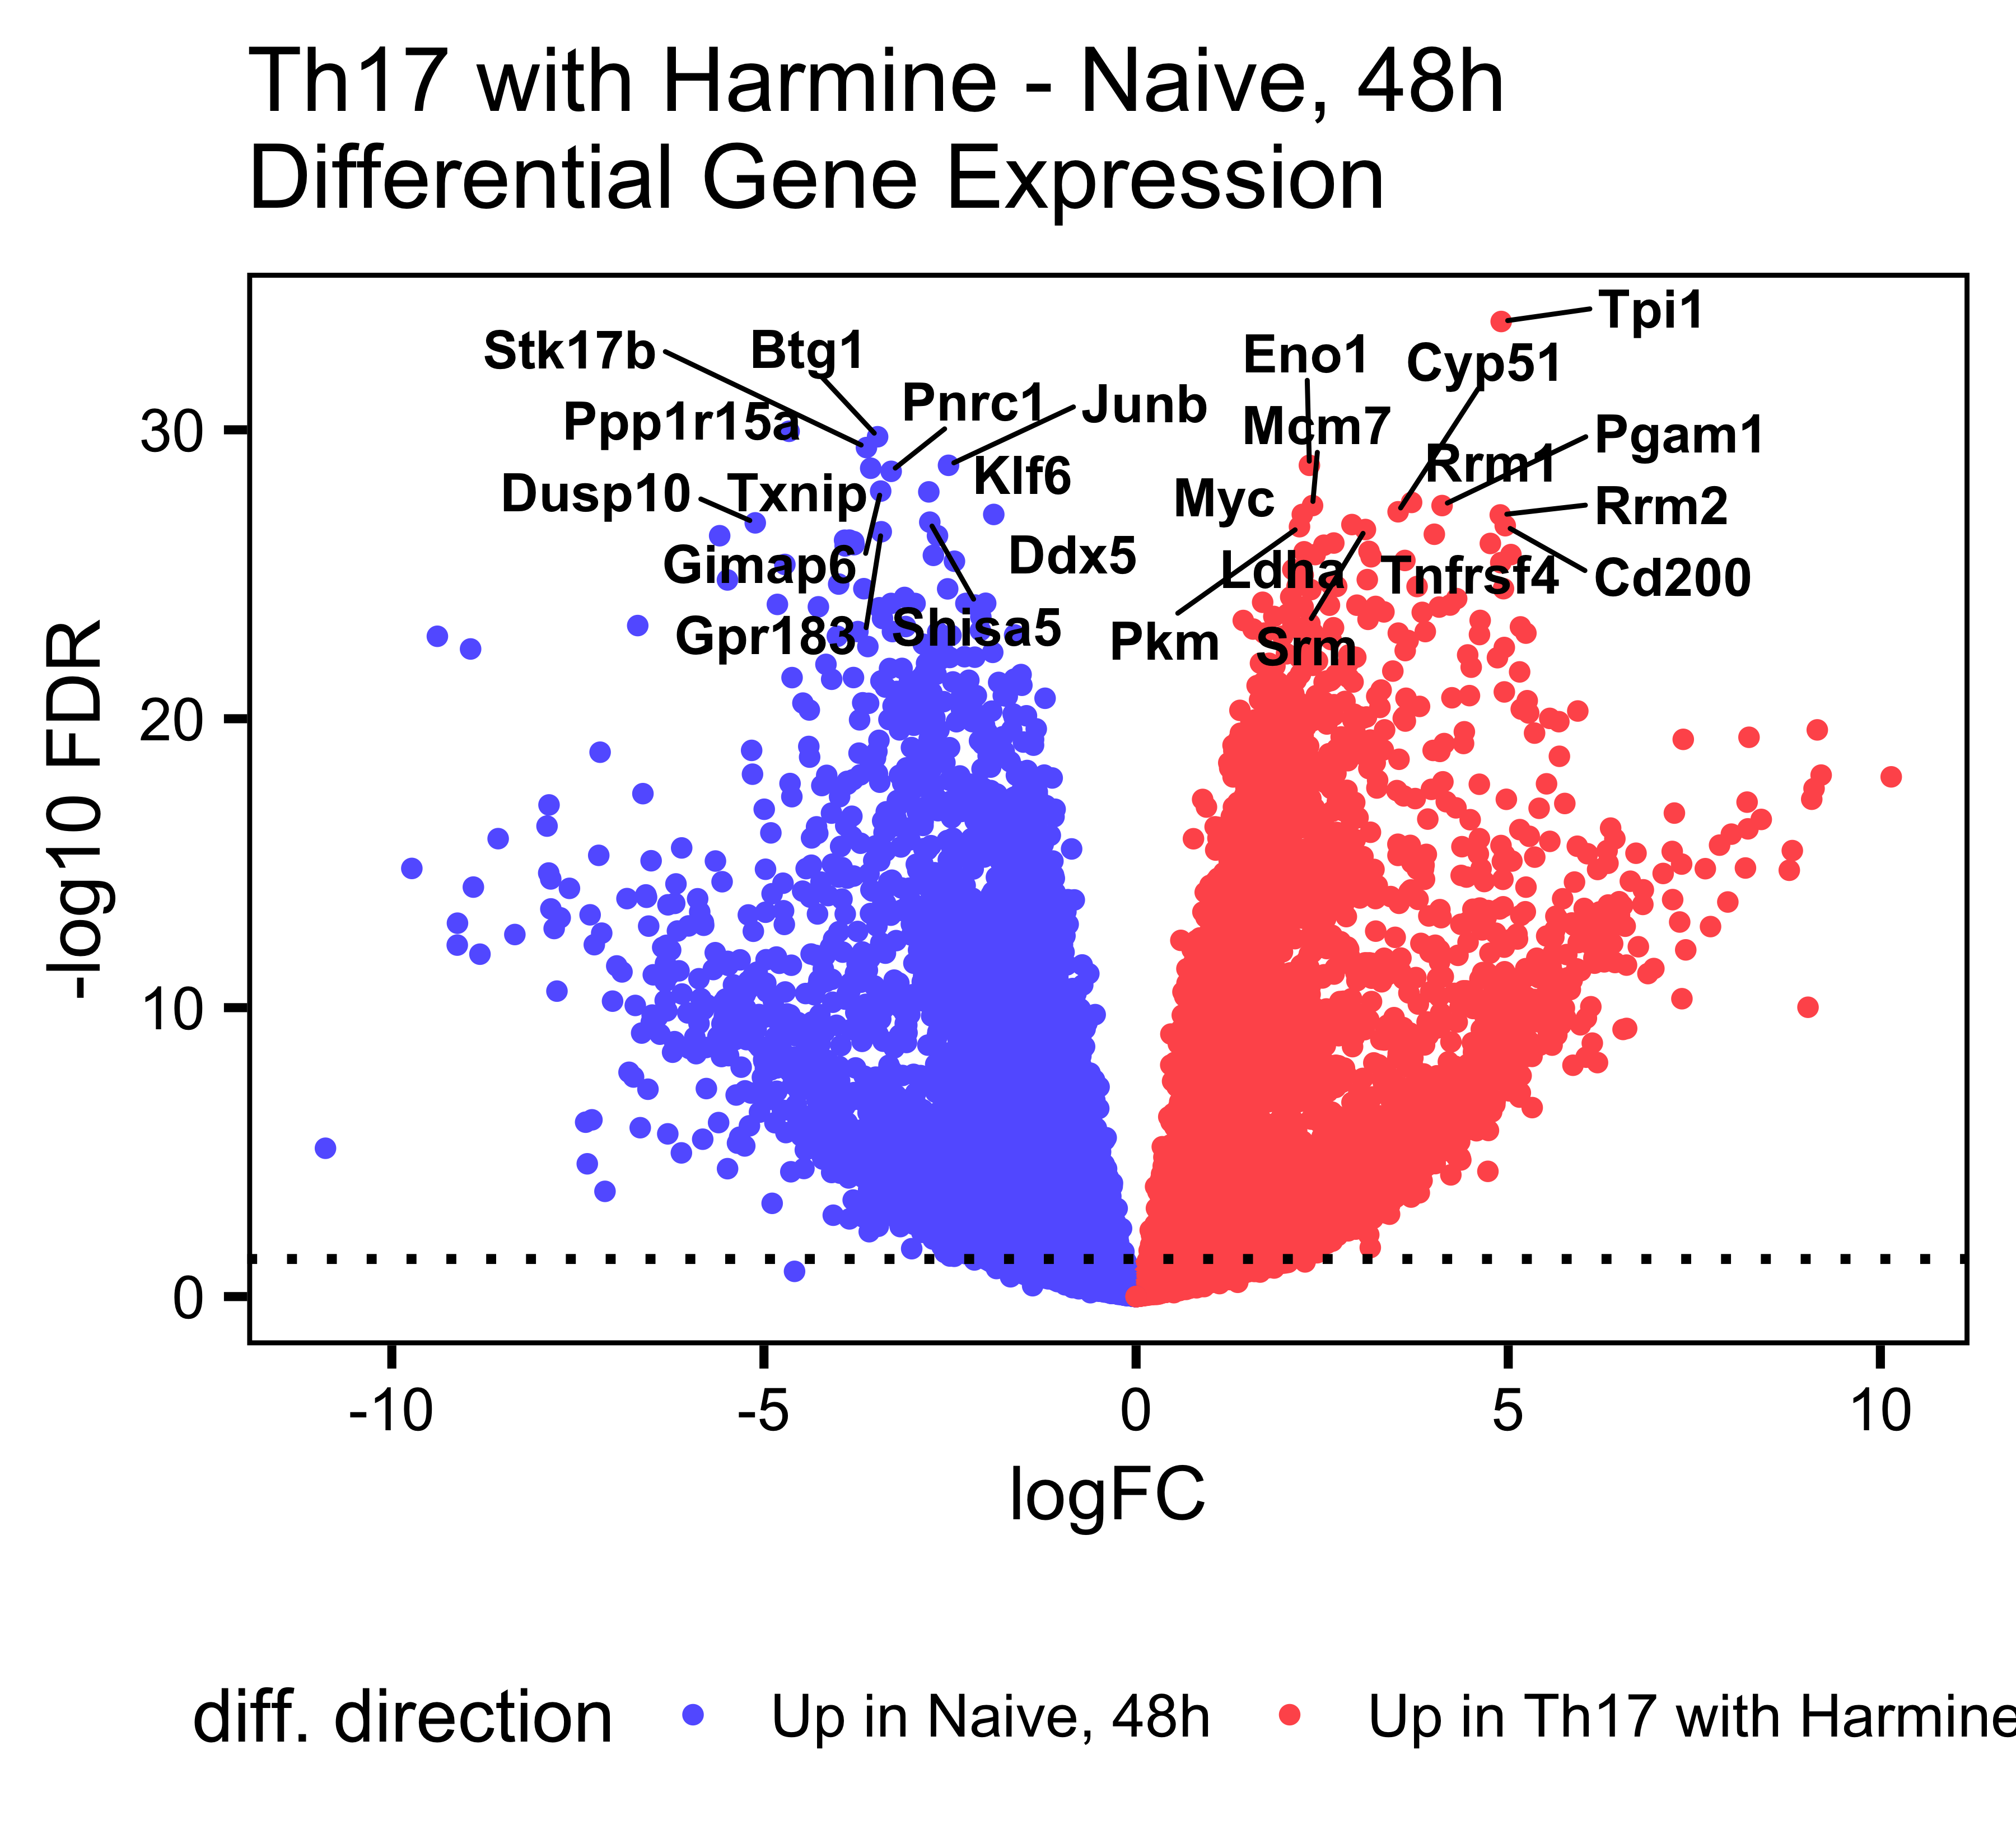 Th17 with Harmine - Naive, 48h
Differential Gene Expression
Tpi1
Stk17b
Btg1
Eno1
Cyp51
Pnrc1
Junb
Ppp1r15a
Mcm7
Pgam1
Rrm1
Klf6
Dusp10
Txnip
Myc
Rrm2
Ddx5
Gimap6
Ldha
Tnfrsf4
Cd200
Gpr183
Shisa5
Pkm
Srm
-log10 FDR
30
20
10
0
-10
-5
0
5
10
logFC
diff. direction
Up in Naive, 48h
Up in Th17 with Harmine